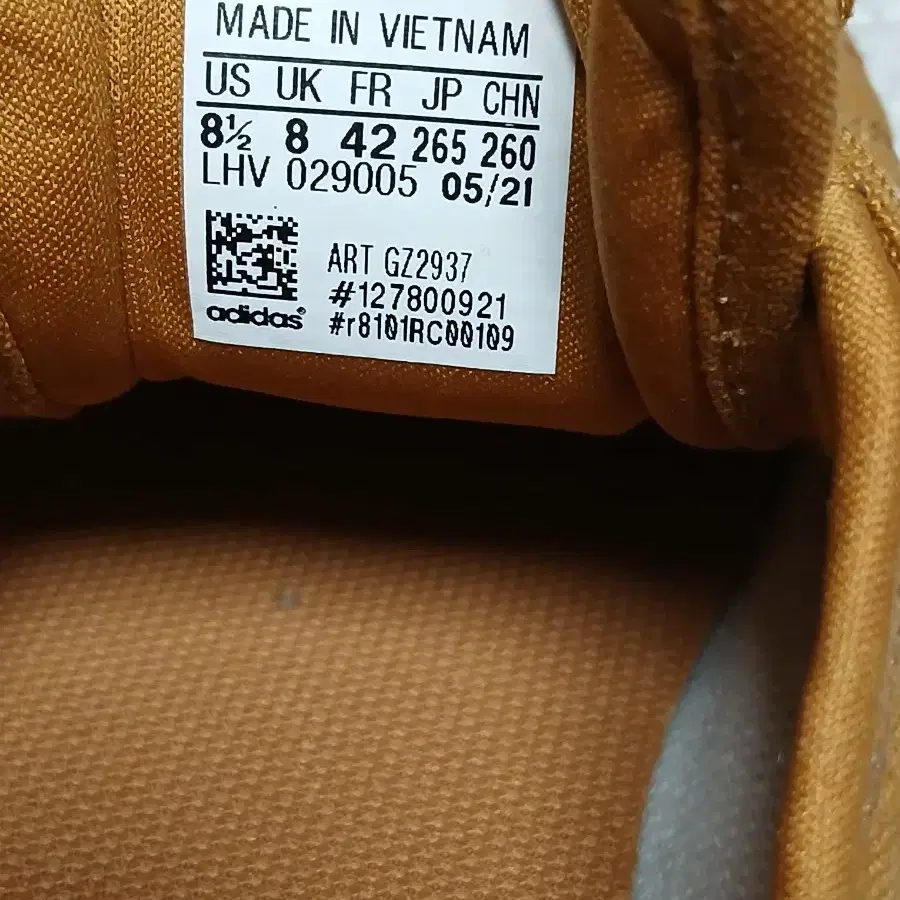 MADE IN VIETNAM
US UK FR JP CHN
8½ 8 42 265 260
LHV 029005 05/21
ART GZ2937
#127800921
adidas®
#r8101RC00109